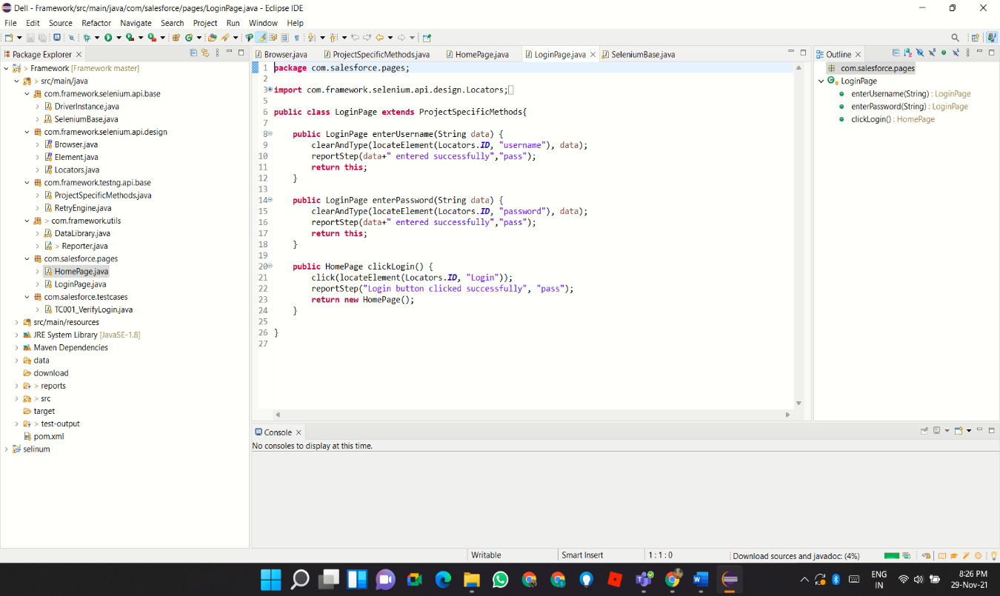 Dell - Framework/src/main/java/com/salesforce/pages/LoginPage.java - Eclipse IDE
File Edit Source Refactor Navigate Search Project Run Window Help
Package Explorer
> Framework [Framework master]
> src/main/java
com.framework.selenium.api.base
DriverInstance.java
SeleniumBase.java
com.framework.selenium.api.design
Browser.java
Element.java
Locators.java
com.framework.testng.api.base
ProjectSpecificMethods.java
RetryEngine.java
> com.framework.utils
DataLibrary.java
> Reporter.java
com.salesforce.pages
HomePage.java
LoginPage.java
com.salesforce.testcases
TC001_VerifyLogin.java
src/main/resources
JRE System Library [JavaSE-1.8]
Maven Dependencies
data
download
> reports
> src
target
> test-output
pom.xml
selinum
Browser.java ProjectSpecificMethods.java HomePage.java LoginPage.java SeleniumBase.java
1 package com.salesforce.pages;
2
3 import com.framework.selenium.api.design.Locators;
5
6 public class LoginPage extends ProjectSpecificMethods{
7
8 public LoginPage enterUsername(String data) {
9 clearAndType(locateElement(Locators.ID, "username"), data);
10 reportStep(data+" entered successfully","pass");
11 return this;
12 }
13
14 public LoginPage enterPassword(String data) {
15 clearAndType(locateElement(Locators.ID, "password"), data);
16 reportStep(data+" entered successfully","pass");
17 return this;
18 }
19
20 public HomePage clickLogin() {
21 click(locateElement(Locators.ID, "Login"));
22 reportStep("Login button clicked successfully", "pass");
23 return new HomePage();
24 }
25
26 }
27
Outline
com.salesforce.pages
LoginPage
enterUsername(String) : LoginPage
enterPassword(String) : LoginPage
clickLogin() : HomePage
Console
No consoles to display at this time.
Writable Smart Insert 1 : 1 : 0 Download sources and javadoc: (4%)
ENG
IN
8:26 PM
29-Nov-21